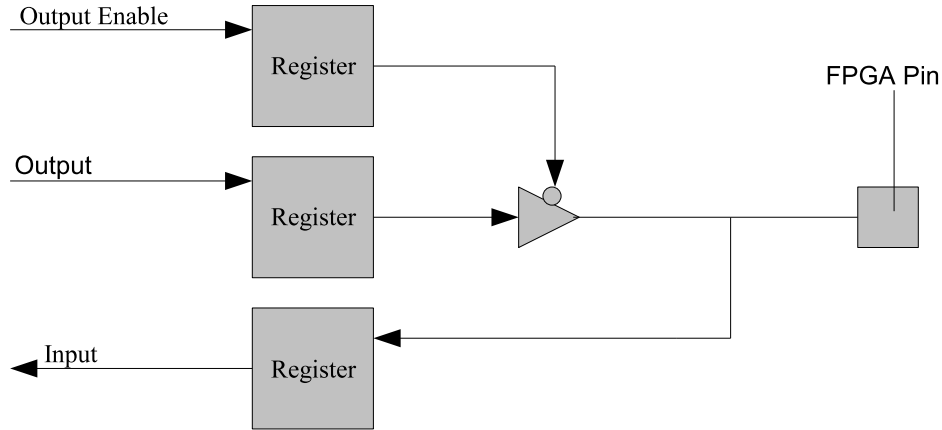 Output Enable
Register
FPGA Pin
Output
Register
Input
Register